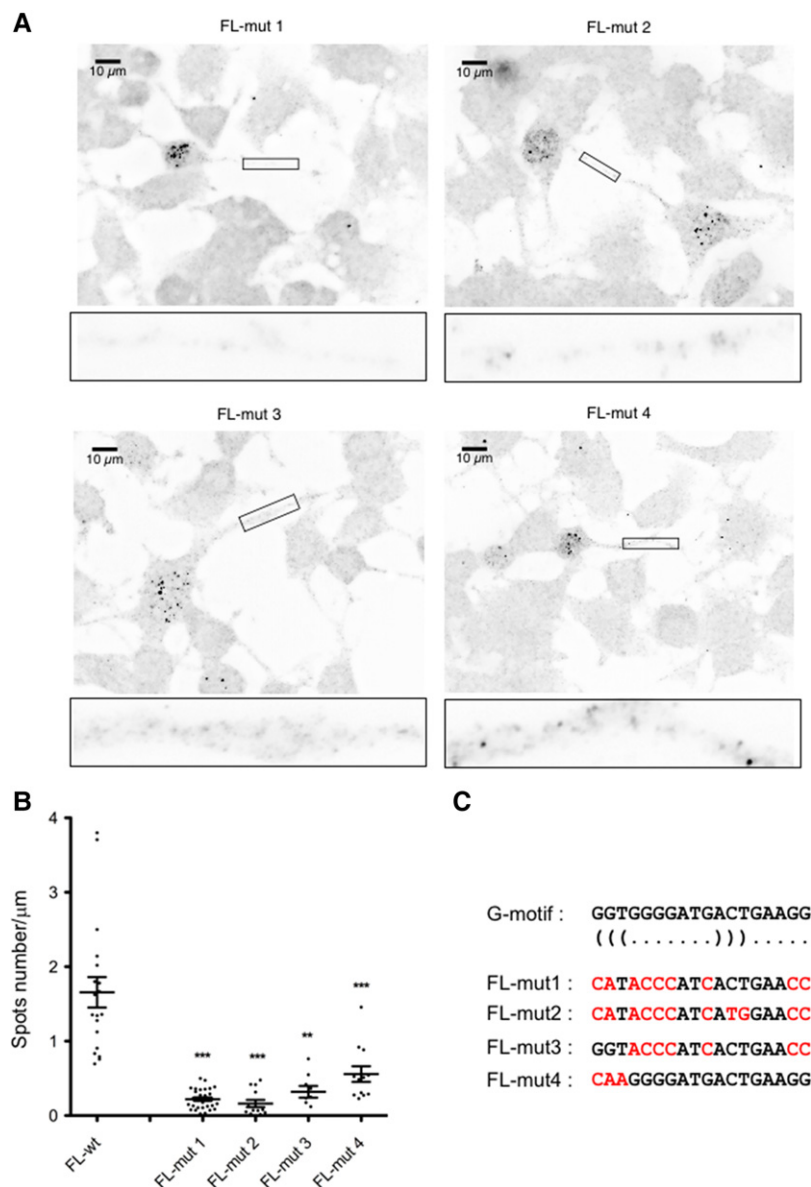 A
FL-mut 1
FL-mut 2
10 µm
10 µm
FL-mut 3
FL-mut 4
10 µm
10 µm
B
Spots number/µm
4
3
2
1
0
***
***
**
***
FL-wt
FL-mut 1
FL-mut 2
FL-mut 3
FL-mut 4
C
G-motif : GGTGGGGATGACTGAAGG
(((.......))).....
FL-mut1 : CATACCCATCACTGAACC
FL-mut2 : CATACCCATCATGGAACC
FL-mut3 : GGTACCCATCACTGAACC
FL-mut4 : CAAGGGGATGACTGAAGG